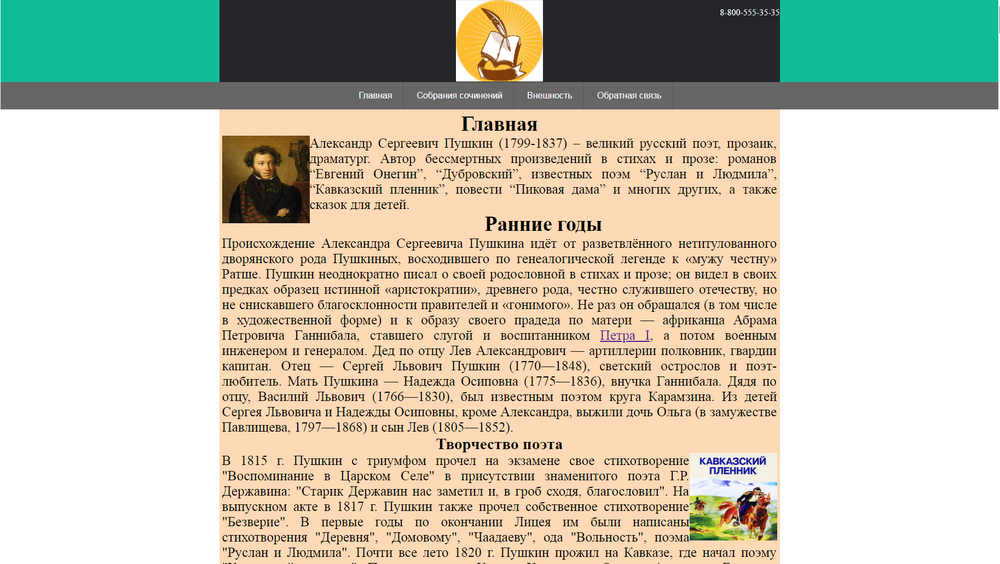 8-800-555-35-35
Главная
Собрания сочинений
Внешность
Обратная связь
Главная
Александр Сергеевич Пушкин (1799-1837) – великий русский поэт, прозаик,
драматург. Автор бессмертных произведений в стихах и прозе: романов
“Евгений Онегин”, “Дубровский”, известных поэм “Руслан и Людмила”,
“Кавказский пленник”, повести “Пиковая дама” и многих других, а также
сказок для детей.
Ранние годы
Происхождение Александра Сергеевича Пушкина идёт от разветвлённого нетитулованного
дворянского рода Пушкиных, восходившего по генеалогической легенде к «мужу честну»
Ратше. Пушкин неоднократно писал о своей родословной в стихах и прозе; он видел в своих
предках образец истинной «аристократии», древнего рода, честно служившего отечеству, но
не снискавшего благосклонности правителей и «гонимого». Не раз он обращался (в том числе
в художественной форме) и к образу своего прадеда по матери — африканца Абрама
Петровича Ганнибала, ставшего слугой и воспитанником Петра I, а потом военным
инженером и генералом. Дед по отцу Лев Александрович — артиллерии полковник, гвардии
капитан. Отец — Сергей Львович Пушкин (1770—1848), светский острослов и поэт-
любитель. Мать Пушкина — Надежда Осиповна (1775—1836), внучка Ганнибала. Дядя по
отцу, Василий Львович (1766—1830), был известным поэтом круга Карамзина. Из детей
Сергея Львовича и Надежды Осиповны, кроме Александра, выжили дочь Ольга (в замужестве
Павлищева, 1797—1868) и сын Лев (1805—1852).
Творчество поэта
В 1815 г. Пушкин с триумфом прочел на экзамене свое стихотворение
"Воспоминание в Царском Селе" в присутствии знаменитого поэта Г.Р.
Державина: "Старик Державин нас заметил и, в гроб сходя, благословил". На
выпускном акте в 1817 г. Пушкин также прочел собственное стихотворение
"Безверие". В первые годы по окончании Лицея им были написаны
стихотворения "Деревня", "Домовому", "Чаадаеву", ода "Вольность", поэма
"Руслан и Людмила". Почти все лето 1820 г. Пушкин прожил на Кавказе, где начал поэму
КАВКАЗСКИЙ
ПЛЕННИК